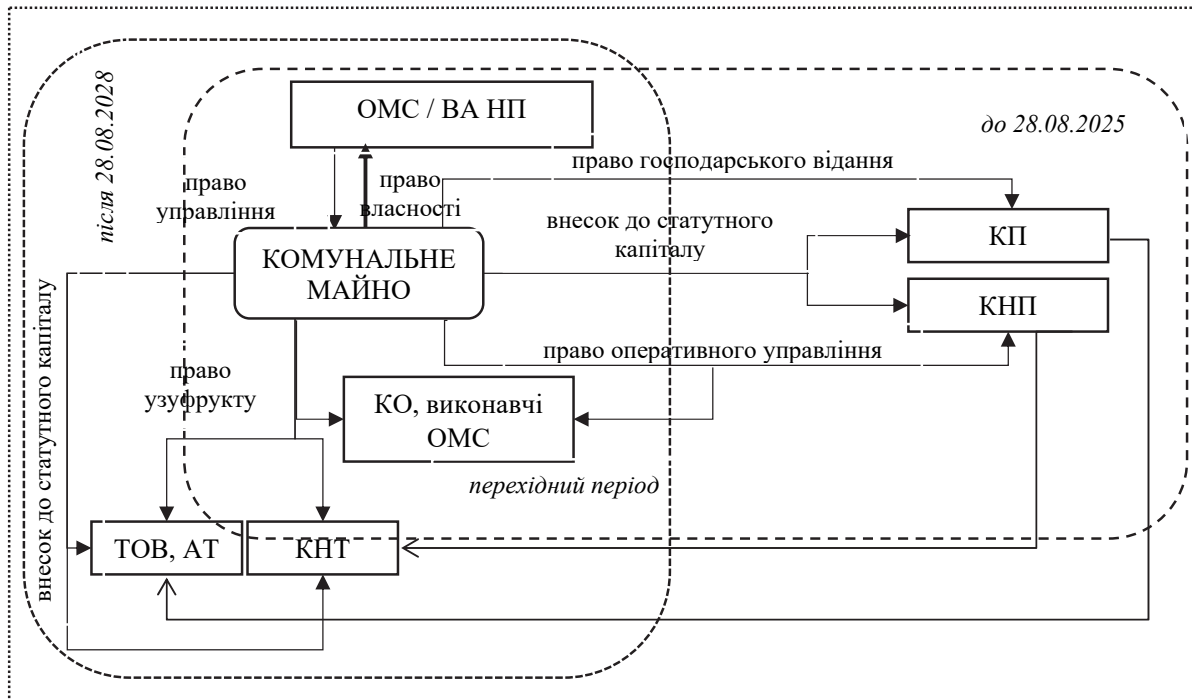 ОМС / ВА НП
до 28.08.2025
після 28.08.2028
право господарського відання
право
управління
право
власності
внесок до статутного
капіталу
КП
КОМУНАЛЬНЕ
МАЙНО
КНП
право оперативного управління
право
узуфрукту
КО, виконавчі
ОМС
внесок до статутного капіталу
перехідний період
ТОВ, АТ
КНТ